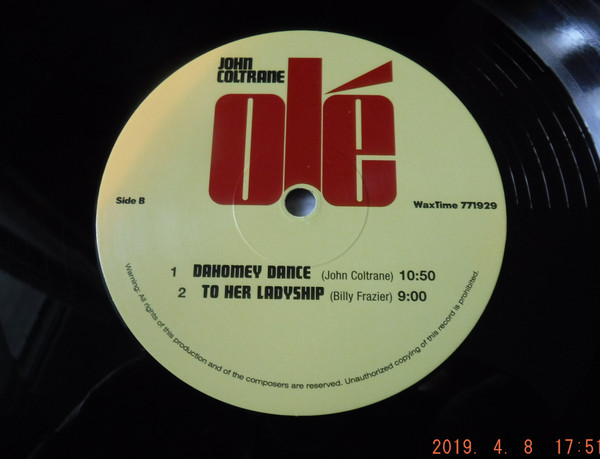 JOHN
COLTRANE
olé
Side B
WaxTime 771929
1 DAHOMEY DANCE (John Coltrane) 10:50
2 TO HER LADYSHIP (Billy Frazier) 9:00
Warning: All rights of this production and of the composers are reserved. Unauthorized copying of this record is prohibited.
2019. 4. 8 17:51